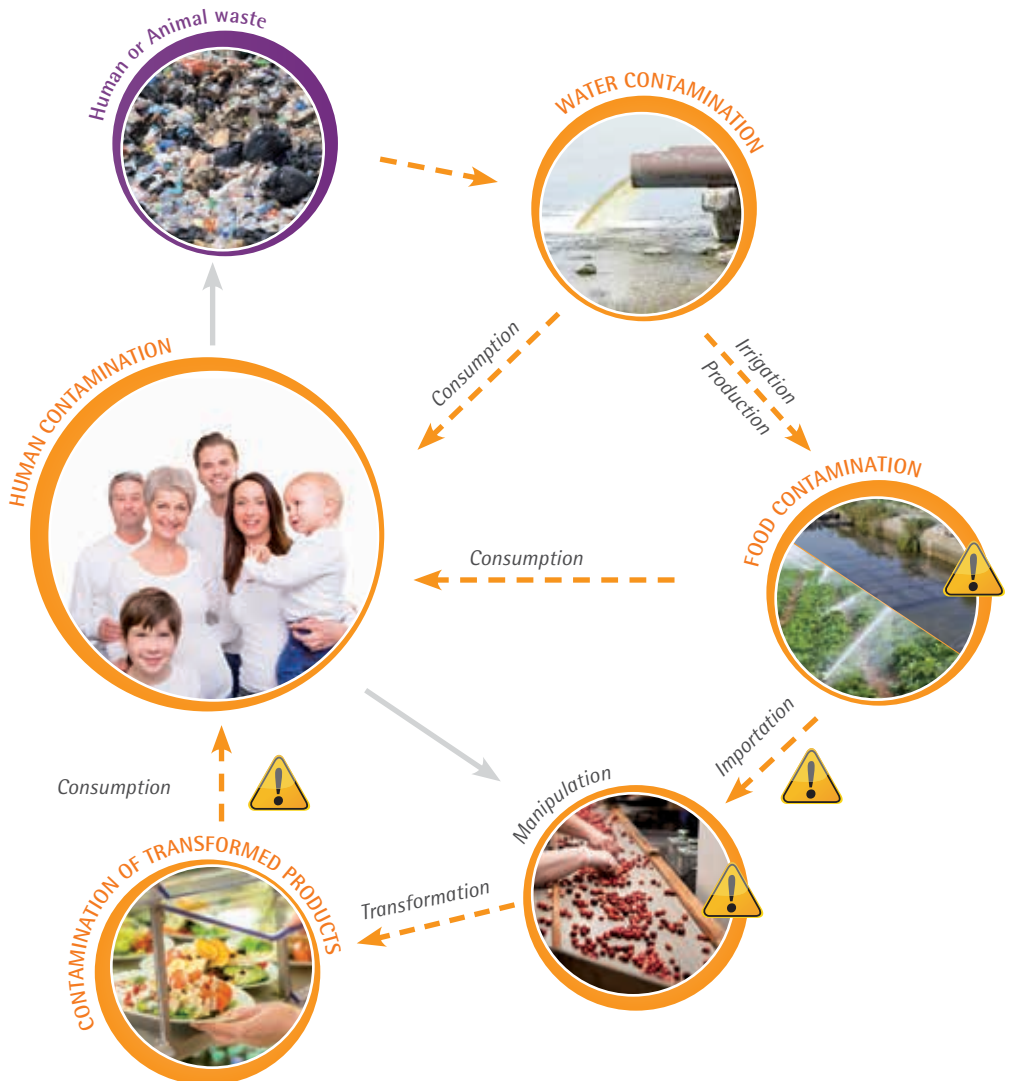 Human or Animal waste
WATER CONTAMINATION
Consumption
Irrigation
Production
HUMAN CONTAMINATION
FOOD CONTAMINATION
Consumption
Importation
Consumption
Manipulation
Transformation
CONTAMINATION OF TRANSFORMED PRODUCTS